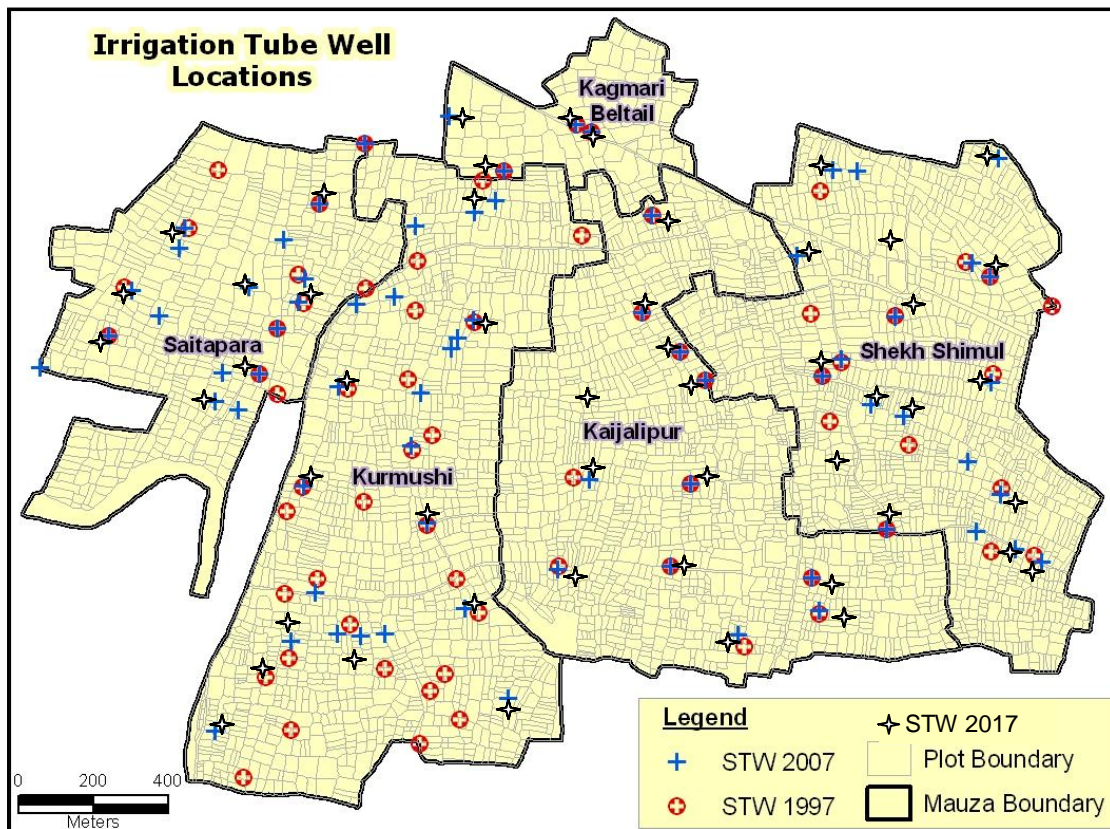 Irrigation Tube Well
Locations
Kagmari
Beltail
Saitapara
Shekh Shimul
Kaijalipur
Kurmushi
Legend
STW 2017
STW 2007
Plot Boundary
STW 1997
Mauza Boundary
0 200 400
Meters